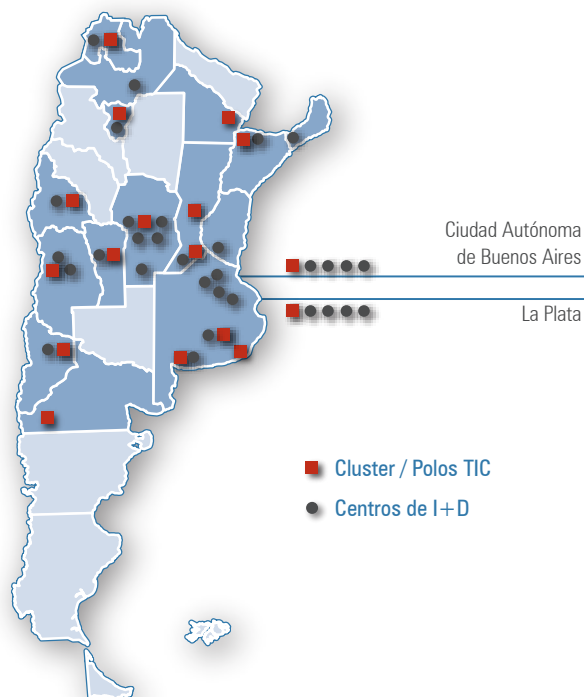 Ciudad Autónoma
de Buenos Aires
La Plata
Cluster / Polos TIC
Centros de I+D